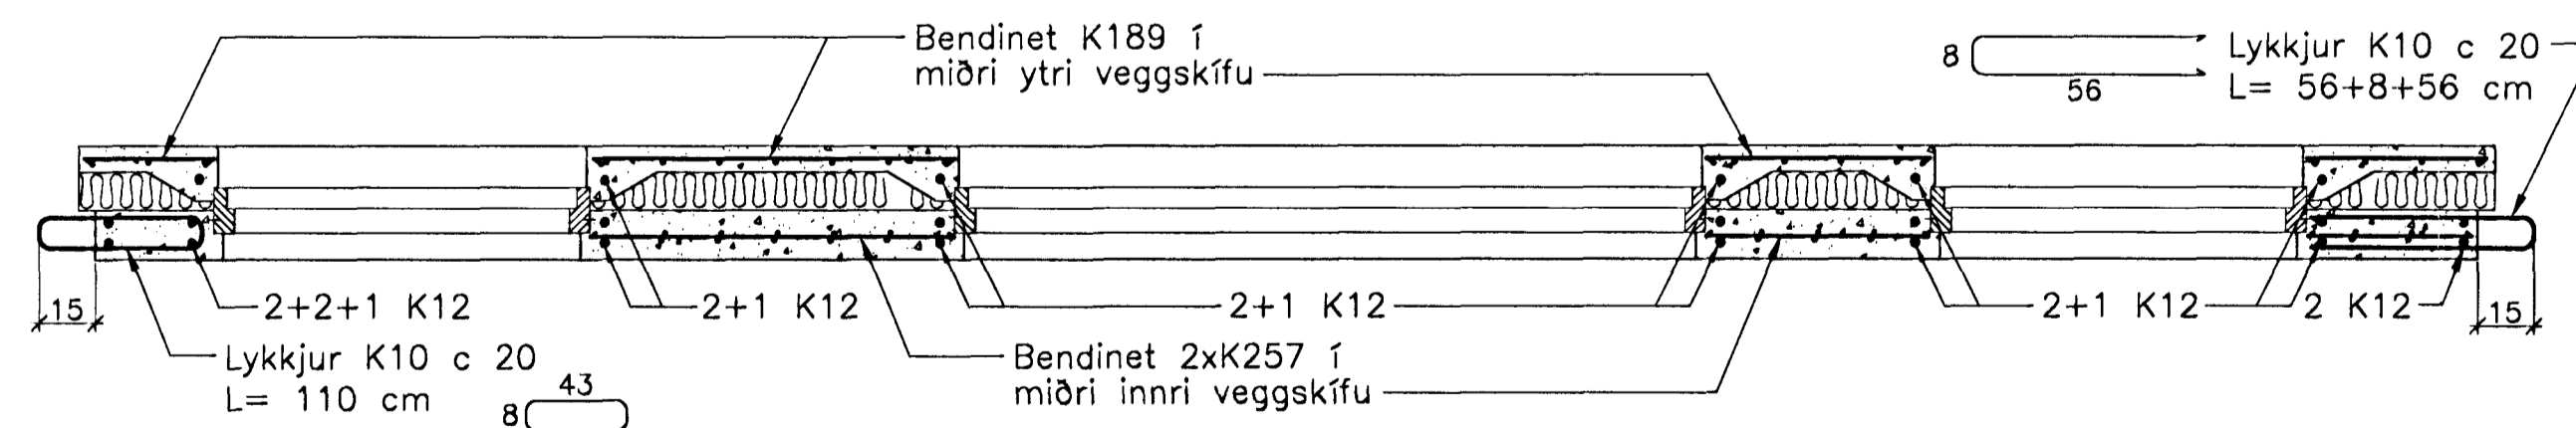 Bendinet K189 í
miðri ytri veggskífu
8
56
Lykkjur K10 c 20
L= 56+8+56 cm
15
2+2+1 K12
2+1 K12
2+1 K12
2+1 K12
2 K12
15
Lykkjur K10 c 20
L= 110 cm
43
8
Bendinet 2xK257 í
miðri innri veggskífu